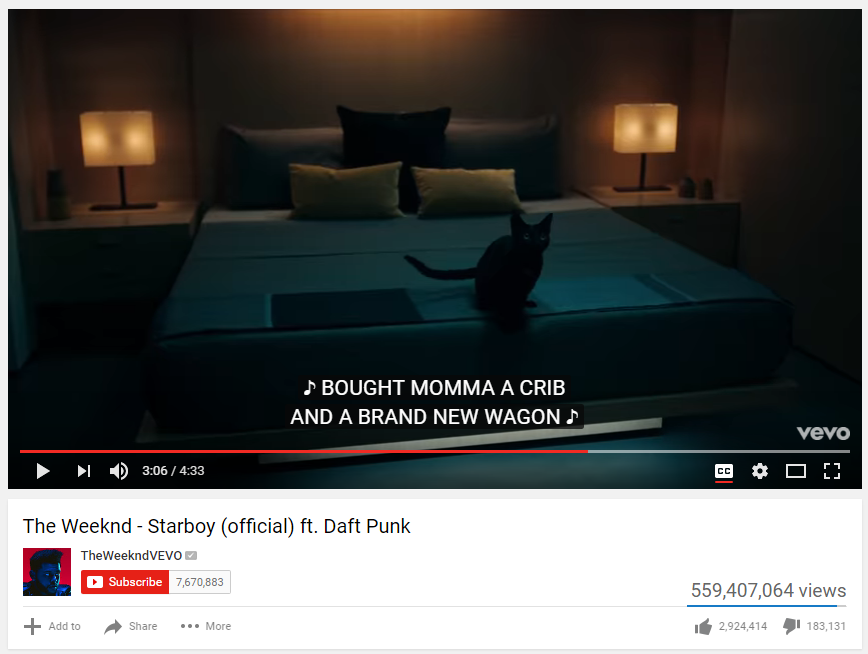 ♪ BOUGHT MOMMA A CRIB
AND A BRAND NEW WAGON ♪
vevo
3:06 / 4:33
CC
The Weeknd - Starboy (official) ft. Daft Punk
TheWeekndVEVO
Subscribe 7,670,883
559,407,064 views
Add to Share More 2,924,414 183,131